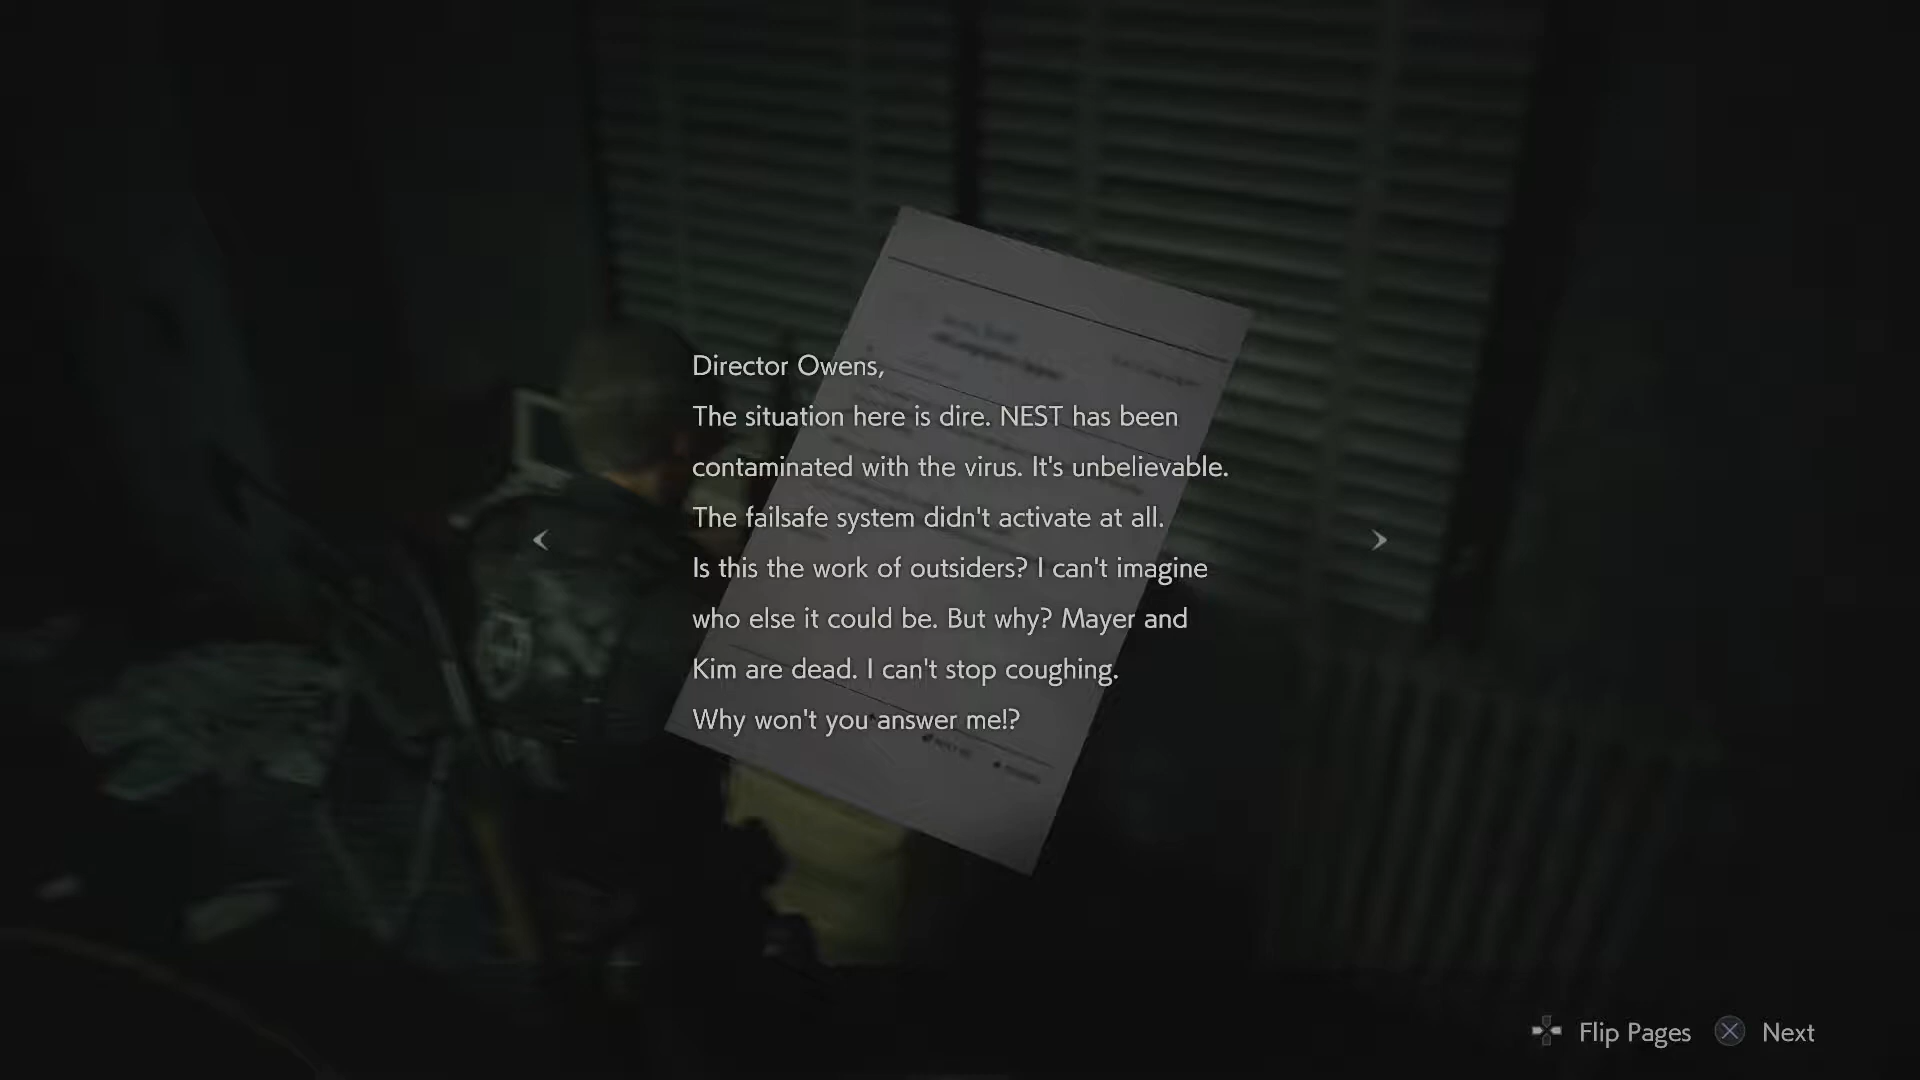 Director Owens,
The situation here is dire. NEST has been
contaminated with the virus. It's unbelievable.
The failsafe system didn't activate at all.
Is this the work of outsiders? I can't imagine
who else it could be. But why? Mayer and
Kim are dead. I can't stop coughing.
Why won't you answer me!?
Flip Pages Next